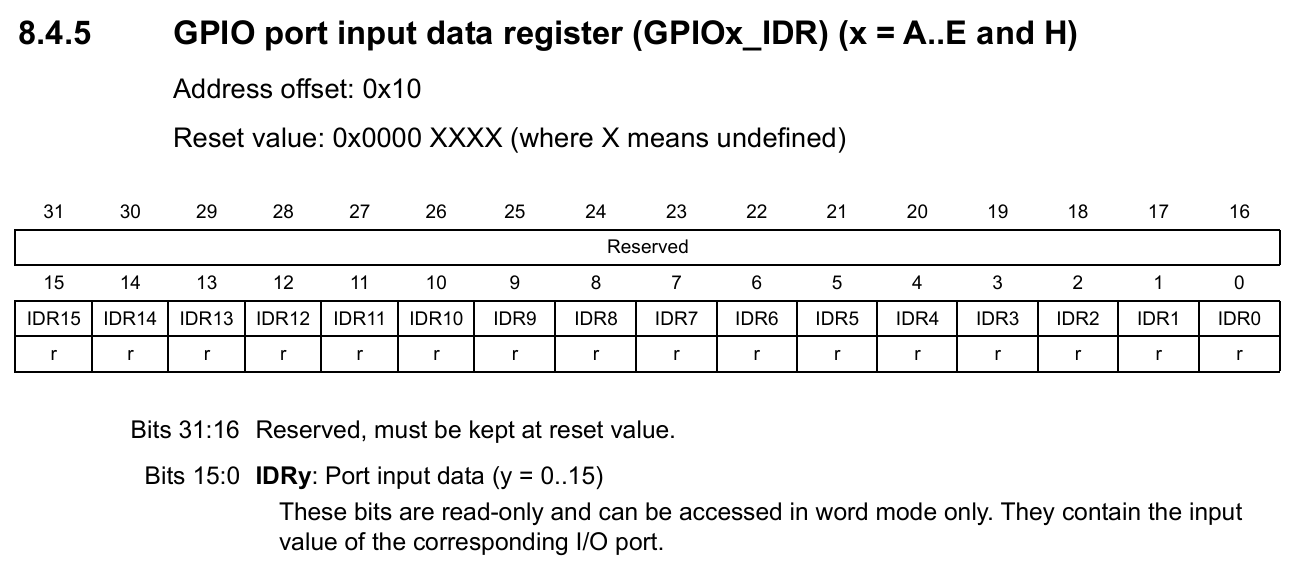 8.4.5 GPIO port input data register (GPIOx_IDR) (x = A..E and H)
Address offset: 0x10
Reset value: 0x0000 XXXX (where X means undefined)
31 30 29 28 27 26 25 24 23 22 21 20 19 18 17 16
Reserved
15 14 13 12 11 10 9 8 7 6 5 4 3 2 1 0
IDR15 IDR14 IDR13 IDR12 IDR11 IDR10 IDR9 IDR8 IDR7 IDR6 IDR5 IDR4 IDR3 IDR2 IDR1 IDR0
r r r r r r r r r r r r r r r r
Bits 31:16 Reserved, must be kept at reset value.
Bits 15:0 IDRy: Port input data (y = 0..15)
These bits are read-only and can be accessed in word mode only. They contain the input
value of the corresponding I/O port.